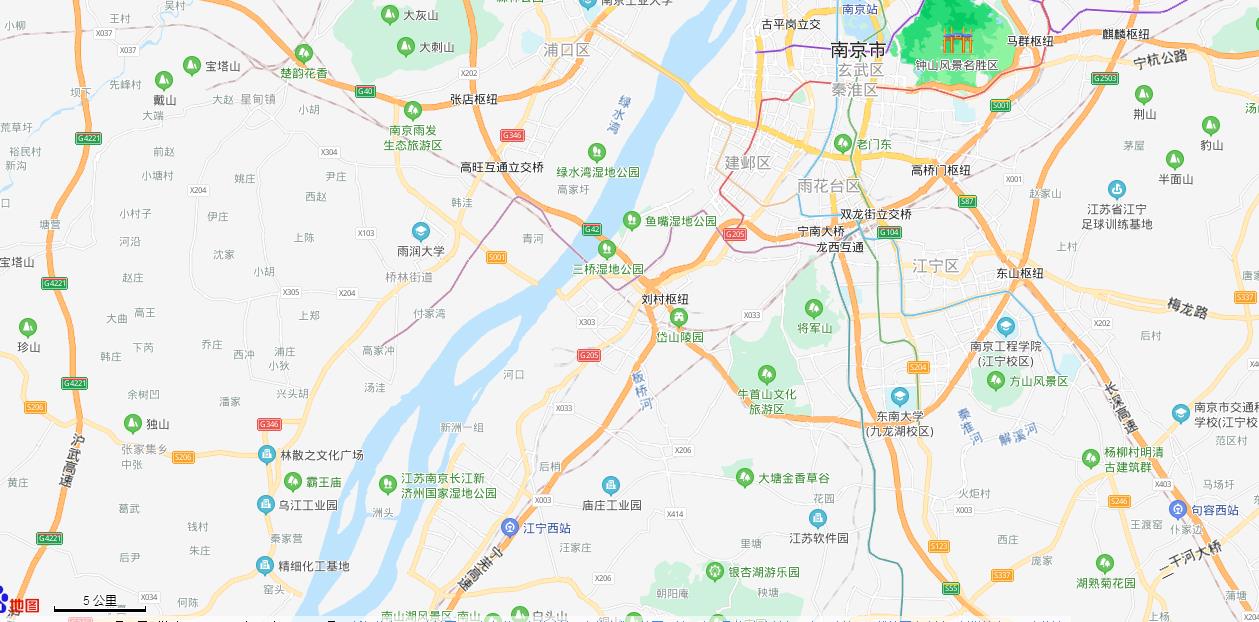 小柳
X037
吴村
王村
大灰山
南京工业大学
古平岗立交
南京站
马群枢纽
麒麟枢纽
宁杭公路
X037
楚韵花香
大刺山
浦口区
南京市
玄武区
钟山风景名胜区
宝塔山
先峰村
戴山
坝下
大赵
星甸镇
小胡
G40
X202
张店枢纽
绿水湾
秦淮区
S001
G2503
荆山
大端
南京雨发
生态旅游区
G346
老门东
茅屋
豹山
荒草圩
G4221
裕民村
新沟
前赵
X304
高旺互通立交桥
绿水湾湿地公园
建邺区
高桥门枢纽
半面山
小塘村
姚庄
尹庄
高家圩
雨花台区
X001
X204
西赵
韩洼
S87
赵家山
江苏省江宁
足球训练基地
小村子
伊庄
塘营
鱼嘴湿地公园
双龙街立交桥
河沿
上陈
X103
雨润大学
青河
G42
G205
宁南大桥
G104
龙西互通
上村
宝塔山
沈家
小胡
S001
三桥湿地公园
江宁区
东山枢纽
G4221
赵庄
桥林街道
X305
X204
刘村枢纽
S337
梅龙路
大曲
高王
上郑
付家湾
X303
岱山陵园
X033
将军山
X202
后村
珍山
韩庄
下芮
乔庄
西冲
浦庄
小狄
高家冲
G205
南京工程学院
(江宁校区)
G4221
余树凹
潘家
兴头胡
汤洼
河口
板桥河
牛首山文化
旅游区
S204
方山风景区
长深高速
S206
独山
G346
X033
东南大学
(九龙湖校区)
秦淮河
解溪河
范区村
沪武高速
张家集乡
中张
S206
林散之文化广场
新洲一组
X206
杨柳村明清
古建筑群
黄庄
霸王庙
江苏南京长江新
济州国家湿地公园
后梢
大塘金香草谷
火炬村
X403
马场圩
葛武
乌江工业园
洲头
X003
庙庄工业园
花园
X003
S246
句容西站
钱村
江宁西站
X414
江苏软件园
王渡窑
仆家边
G4221
后尹
朱庄
秦家营
汪家庄
里塘
S123
西庄
庞家
二干河大桥
精细化工基地
宁芜高速
X206
银杏湖游乐园
S337
湖熟菊花园
X034
何陈
窑头
朝阳庵
秧塘
S55
蒲塘
地图
5 公里
上杨